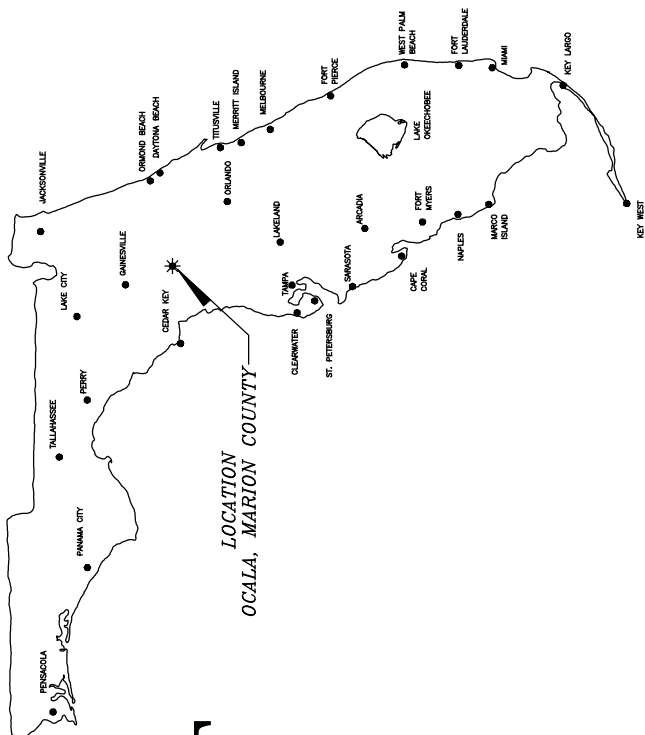 JACKSONVILLE
LAKE CITY
TALLAHASSEE
PENSACOLA
PERRY
PANAMA CITY
GAINESVILLE
ORMOND BEACH
DAYTONA BEACH
CEDAR KEY
LOCATION
OCALA, MARION COUNTY
TITUSVILLE
MERRITT ISLAND
ORLANDO
MELBOURNE
LAKELAND
TAMPA
CLEARWATER
ST. PETERSBURG
FORT
PIERCE
SARASOTA
ARCADIA
LAKE
OKEECHOBEE
WEST PALM
BEACH
CAPE
CORAL
FORT
MYERS
FORT
LAUDERDALE
NAPLES
MIAMI
MARCO
ISLAND
KEY LARGO
KEY WEST